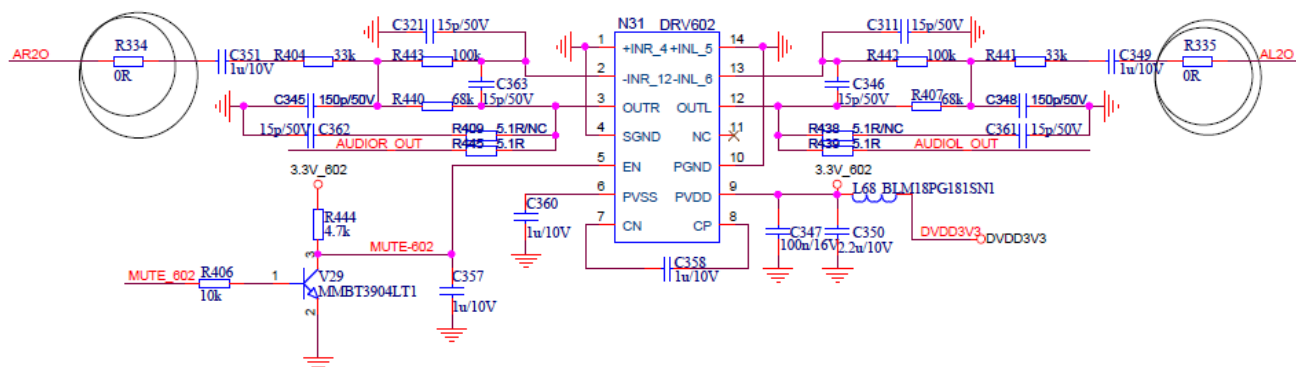 C321 15p/50V
N31 DRV602
C311 15p/50V
AR2O R334 0R
C351 1u/10V
R404 33k
R443 100k
1 +INR_4 +INL_5 14
R442 100k
R441 33k
C349 1u/10V
R335 0R AL2O
2 -INR_12 -INL_6 13
C363 15p/50V
C346 15p/50V
C345 150p/50V
R440 68k
3 OUTR OUTL 12
R407 68k
C348 150p/50V
15p/50V C362
R409 5.1R/NC
4 SGND NC 11
R438 5.1R/NC
C361 15p/50V
AUDIOR_OUT R445 5.1R
R439 5.1R AUDIOL_OUT
5 EN PGND 10
3.3V_602
3.3V_602
6 PVSS PVDD 9
L68 BLM18PG181SN1
C360 1u/10V
R444 4.7k
7 CN CP 8
C347 100n/16V
C350 2.2u/10V
DVDD3V3 DVDD3V3
MUTE-602
3
C358 1u/10V
MUTE_602 R406 10k
1 V29 MMBT3904LT1
C357 1u/10V
2